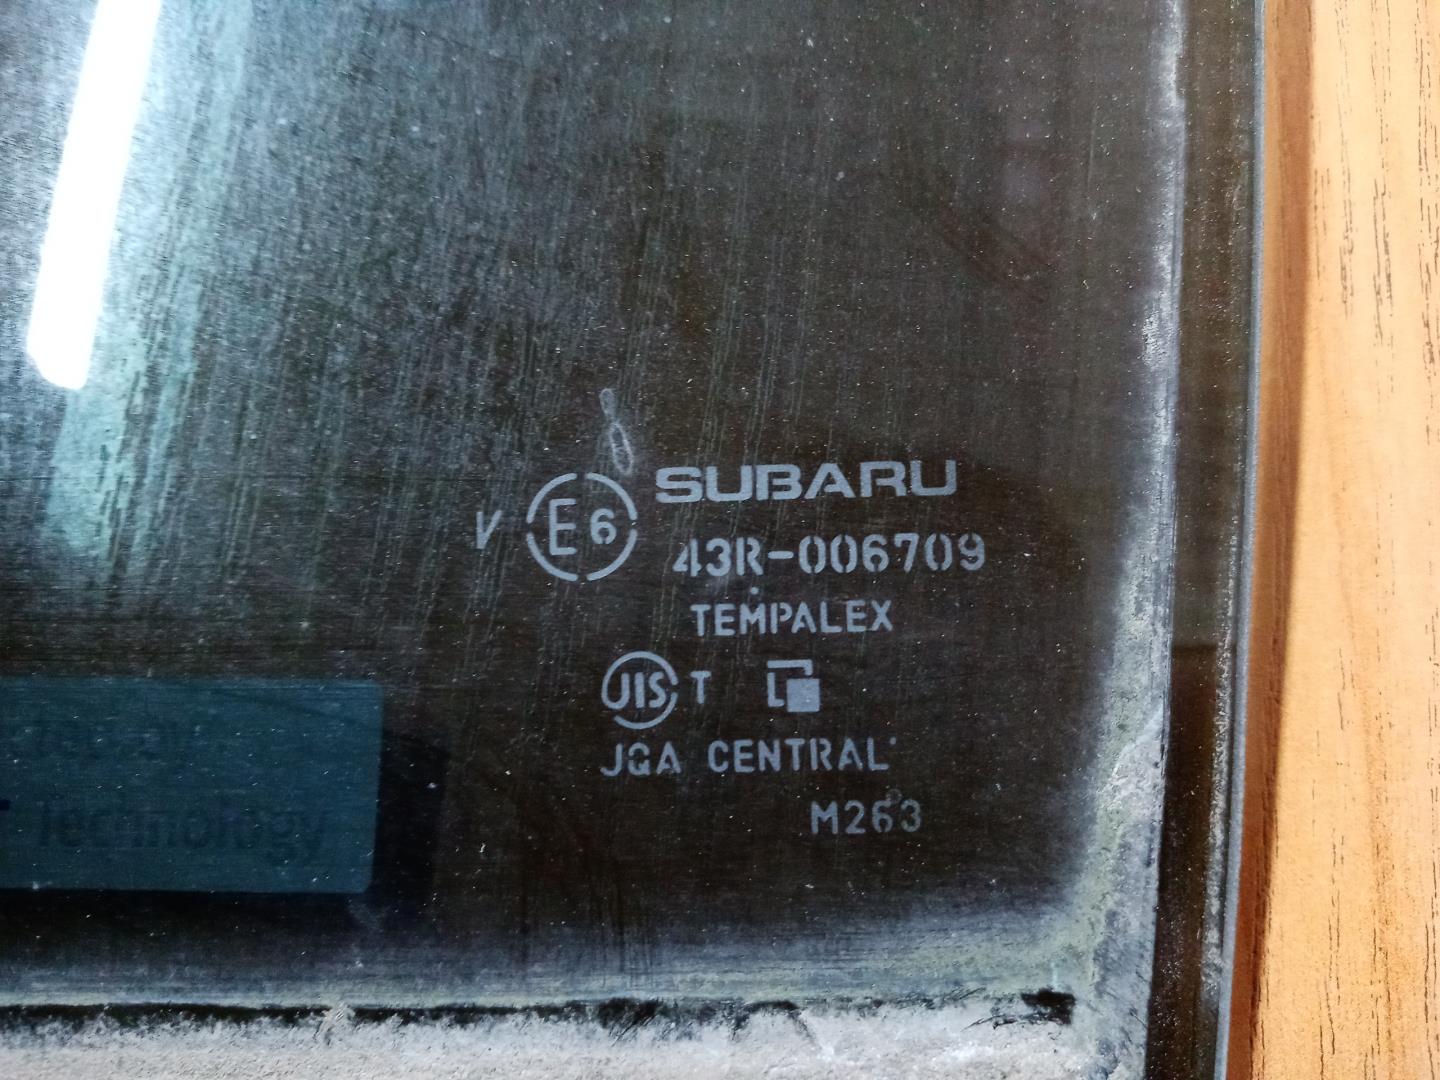 SUBARU
V E6
43R-006709
TEMPALEX
JIS T
JGA CENTRAL
M263
Technology